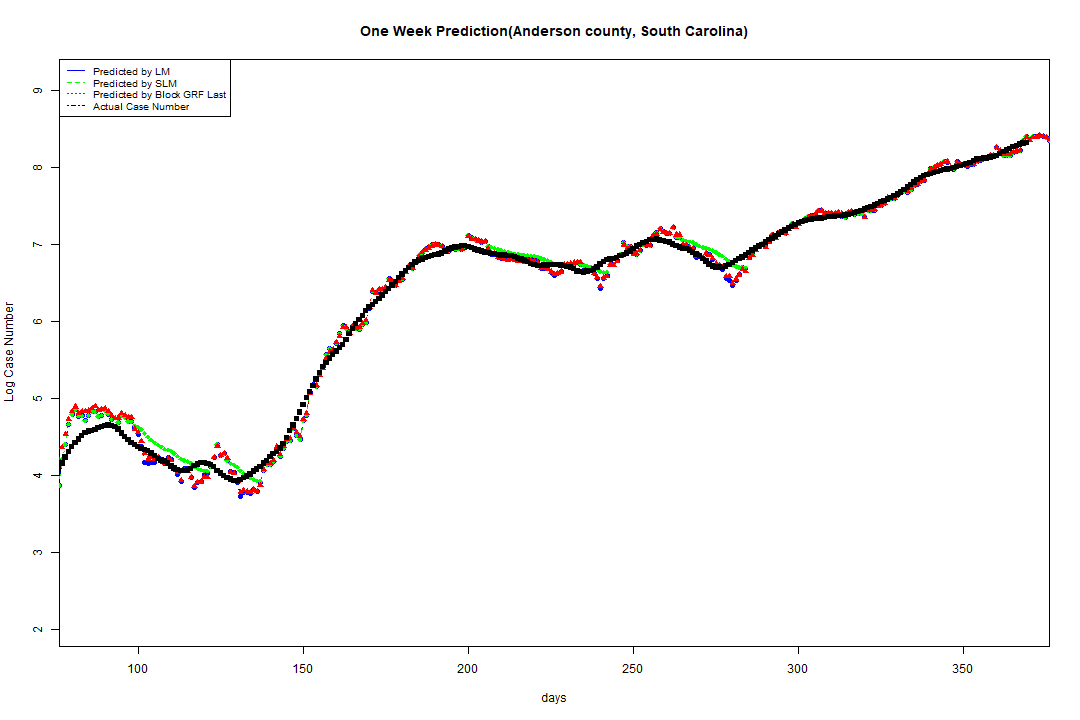 One Week Prediction(Anderson county, South Carolina)
Predicted by LM
Predicted by SLM
Predicted by Block GRF Last
Actual Case Number
9
8
7
6
5
4
3
2
Log Case Number
100 150 200 250 300 350
days